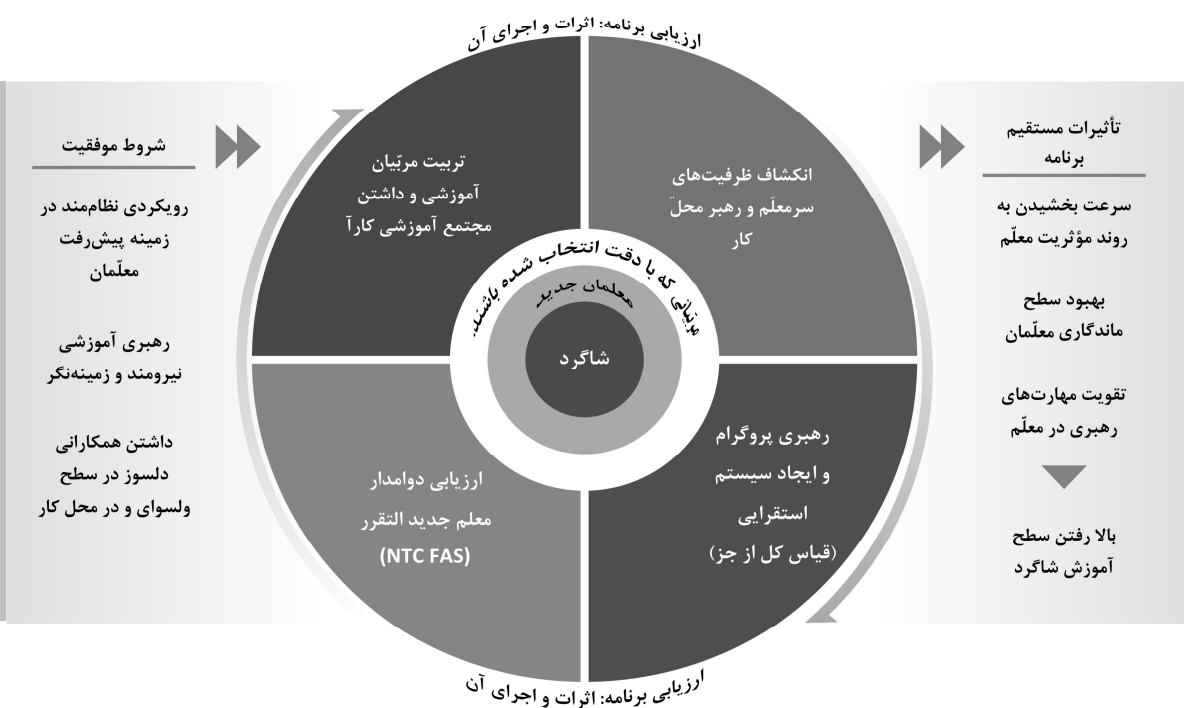 ارزیابی برنامه: اثرات و اجرای آن
تأثیرات مستقیم
برنامه
سرعت بخشیدن به
روند مؤثریت معلّم
بهبود سطح
ماندگاری معلّمان
تقویت مهارت‌های
رهبری در معلّم
بالا رفتن سطح
آموزش شاگرد
انکشاف ظرفیت‌های
سرمعلّم و رهبر محلّ
کار
تربیت مربّیان
آموزشی و داشتن
مجتمع آموزشی کارآ
مربّیانی که با دقت انتخاب شده باشند.
معلمان جدید
شاگرد
رهبری پروگرام
و ایجاد سیستم
استقرایی
(قیاس کل از جز)
ارزیابی دوامدار
معلم جدید التقرر
(NTC FAS)
شروط موفقیت
رویکردی نظام‌مند در
زمینه پیش‌رفت
معلّمان
رهبری آموزشی
نیرومند و زمینه‌نگر
داشتن همکارانی
دلسوز در سطح
ولسوای و در محل کار
ارزیابی برنامه: اثرات و اجرای آن